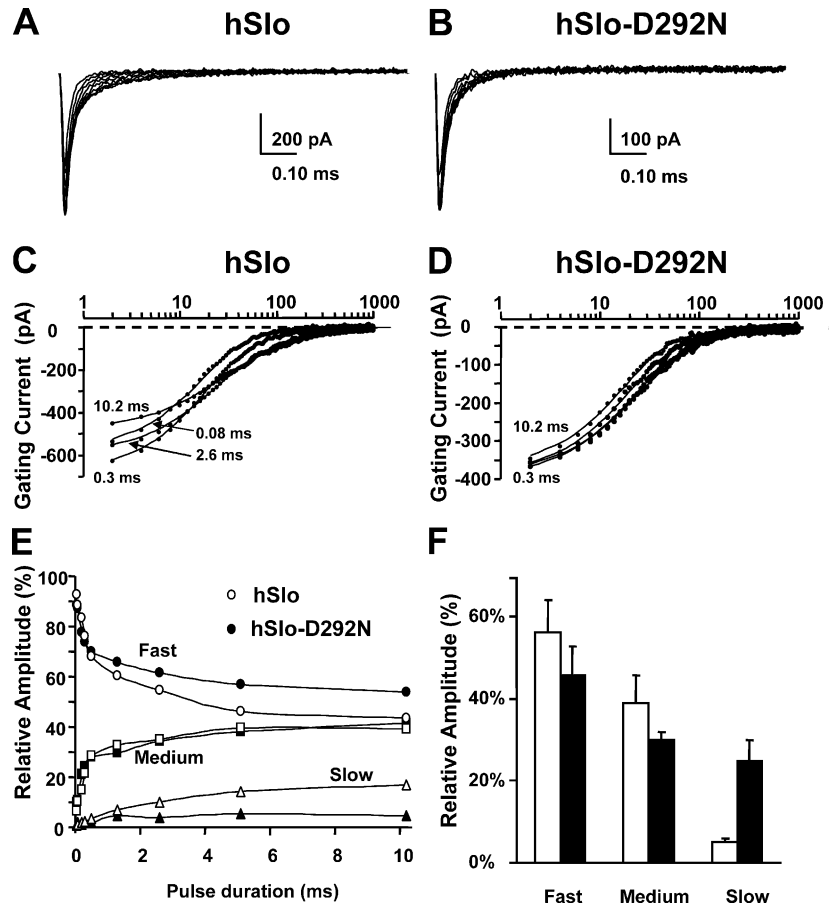 A
hSlo
B
hSlo-D292N
200 pA
0.10 ms
100 pA
0.10 ms
C
hSlo
D
hSlo-D292N
1 10 100 1000
1 10 100 1000
Gating Current (pA)
0
-200
-400
-600
10.2 ms
0.08 ms
2.6 ms
0.3 ms
Gating Current (pA)
0
-100
-200
-300
-400
10.2 ms
0.3 ms
E
Relative Amplitude (%)
100
80
60
40
20
0
hSlo
hSlo-D292N
Fast
Medium
Slow
0 2 4 6 8 10
Pulse duration (ms)
F
Relative Amplitude (%)
60%
40%
20%
0%
Fast Medium Slow